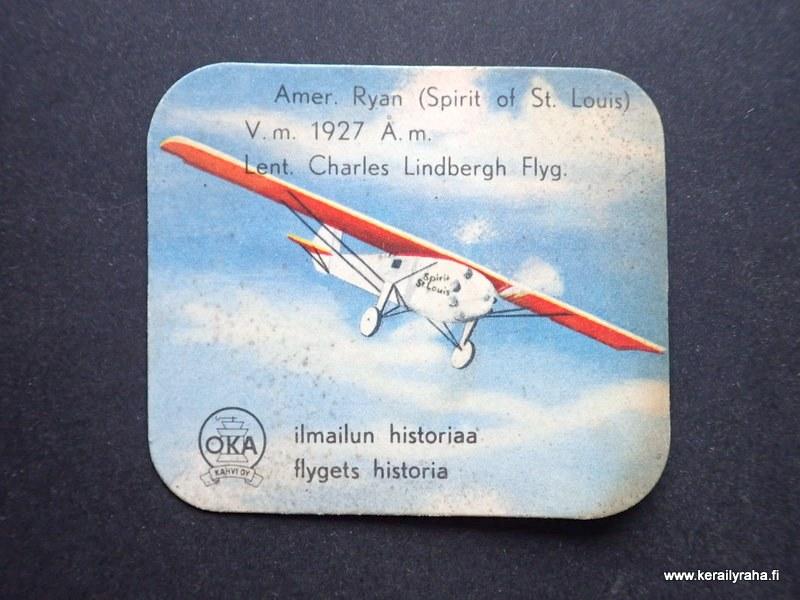 Amer. Ryan (Spirit of St. Louis)
V. m. 1927 Å. m.
Lent. Charles Lindbergh Flyg.
Spirit
St Louis
OKA
KAHVI OY
ilmailun historiaa
flygets historia
www.kerailyraha.fi